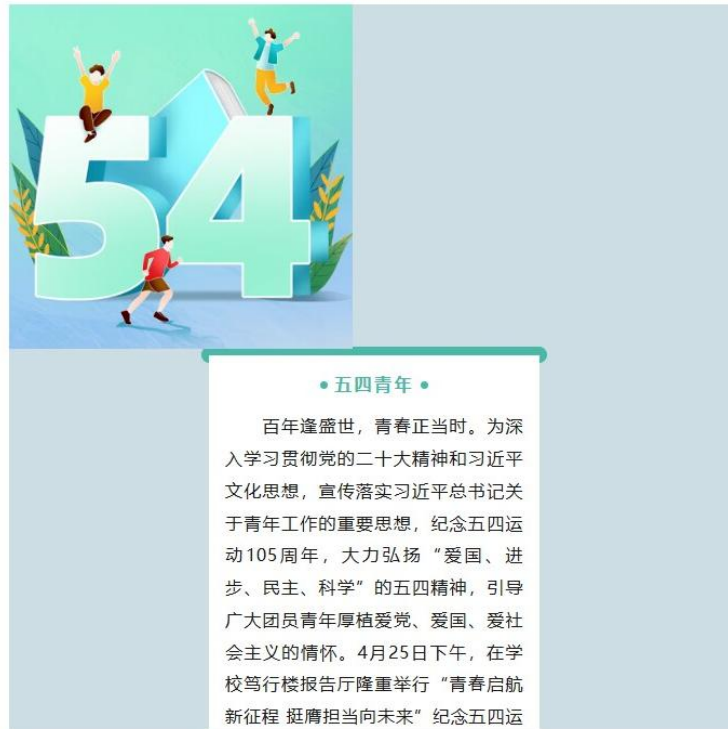 54
• 五四青年 •
百年逢盛世，青春正当时。为深
入学习贯彻党的二十大精神和习近平
文化思想，宣传落实习近平总书记关
于青年工作的重要思想，纪念五四运
动105周年，大力弘扬“爱国、进
步、民主、科学”的五四精神，引导
广大团员青年厚植爱党、爱国、爱社
会主义的情怀。4月25日下午，在学
校笃行楼报告厅隆重举行“青春启航
新征程 挺膺担当向未来”纪念五四运